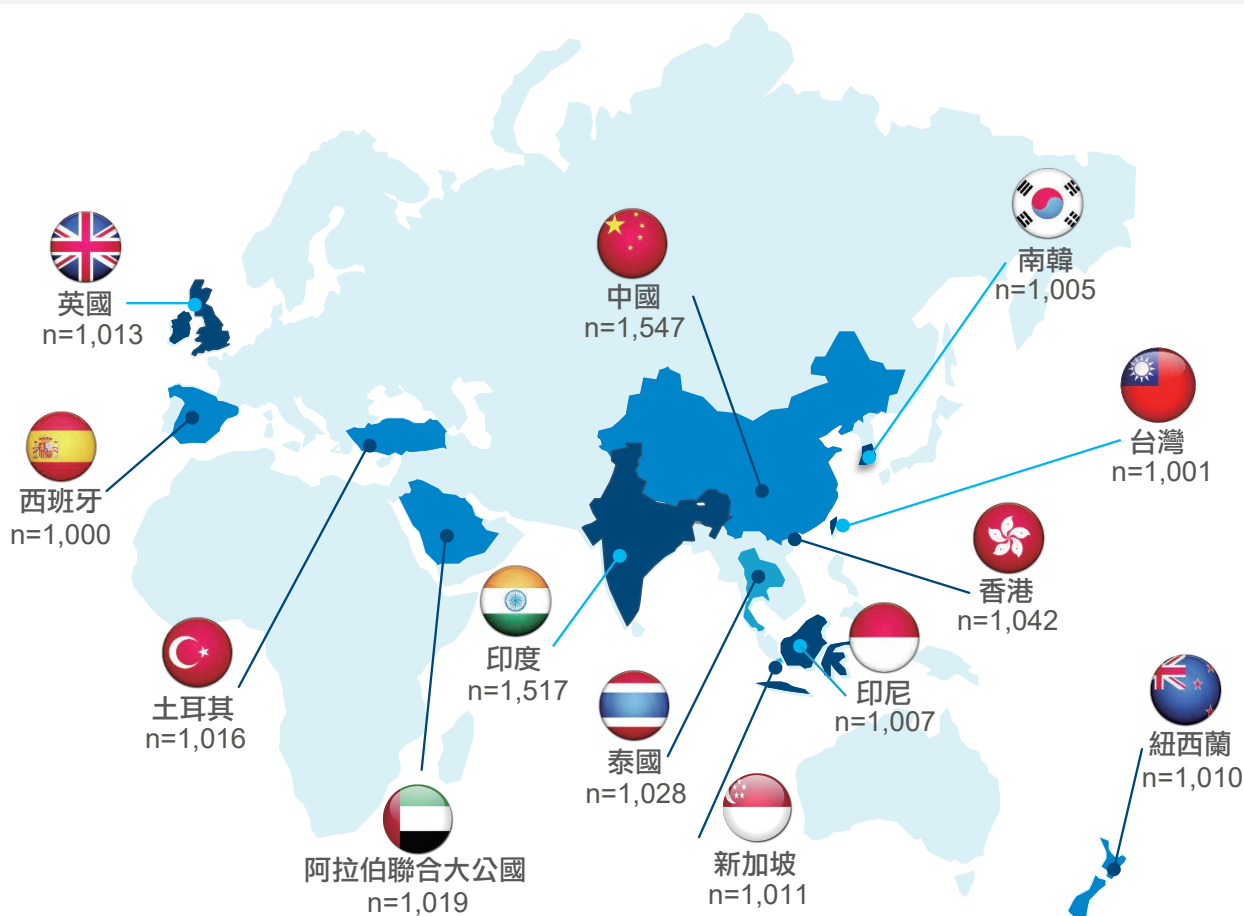 南韓
n=1,005
英國
n=1,013
中國
n=1,547
台灣
n=1,001
西班牙
n=1,000
香港
n=1,042
印度
n=1,517
印尼
n=1,007
土耳其
n=1,016
泰國
n=1,028
紐西蘭
n=1,010
阿拉伯聯合大公國
n=1,019
新加坡
n=1,011